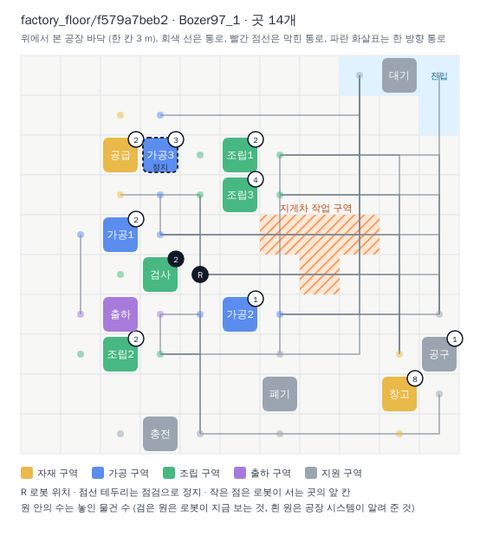 factory_floor/f579a7beb2 · Bozer97_1 · 곳 14개
위에서 본 공장 바닥 (한 칸 3 m). 회색 선은 통로, 빨간 점선은 막힌 통로, 파란 화살표는 한 방향 통로
대기
전립
2
3
2
공급
가공3
조립1
정지
4
조립3
지게차 작업 구역
2
가공1
2
검사
R
1
출하
가공2
2
1
조립2
공구
8
폐기
창고
충전
자재 구역
가공 구역
조립 구역
출하 구역
지원 구역
R 로봇 위치 · 점선 테두리는 점검으로 정지 · 작은 점은 로봇이 서는 곳의 앞 칸
원 안의 수는 놓인 물건 수 (검은 원은 로봇이 지금 보는 것, 흰 원은 공장 시스템이 알려 준 것)